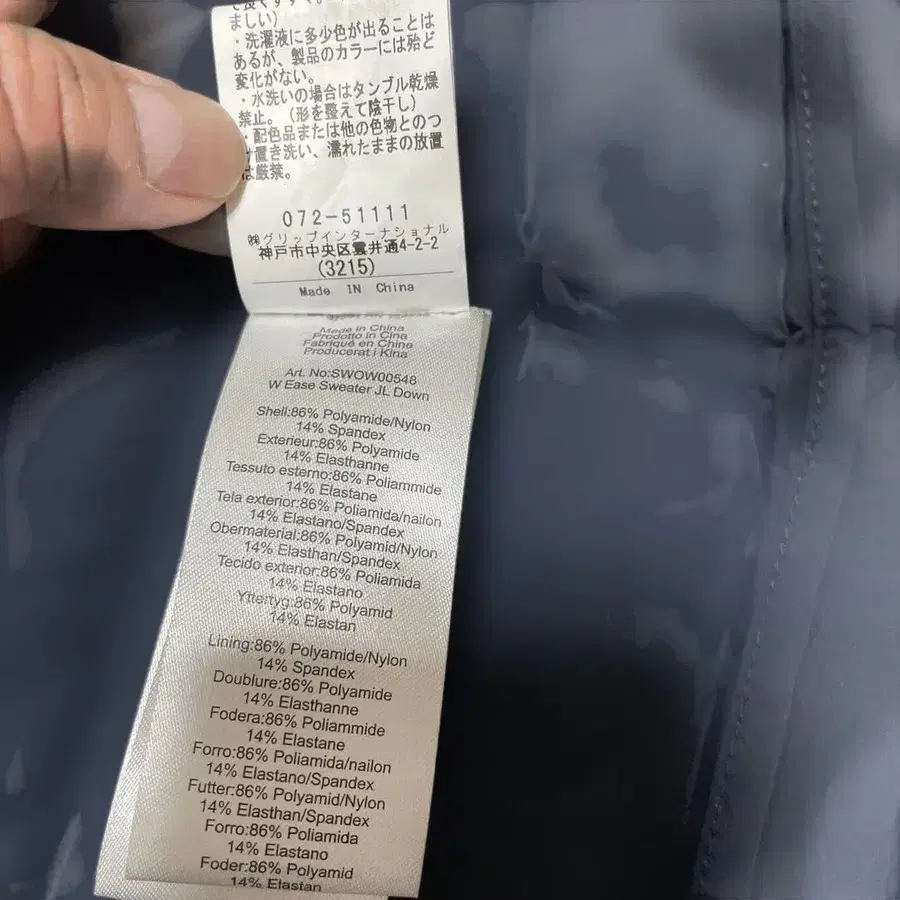 ましい)
・洗濯液に多少色が出ることは
あるが、製品のカラーには殆ど
変化がない。
・水洗いの場合はタンブル乾燥
禁止。(形を整えて陰干し)
・配色品または他の色物とのつ
け置き洗い、濡れたままの放置
は厳禁。
072-51111
㈱グリップインターナショナル
神戸市中央区雲井通4-2-2
(3215)
Made IN China
Made in China
Prodotto in Cina
Fabriqué en Chine
Producerat i Kina
Art. No:SWOW00548
W Ease Sweater JL Down
Shell:86% Polyamide/Nylon
14% Spandex
Exterieur:86% Polyamide
14% Elasthanne
Tessuto esterno:86% Poliammide
14% Elastane
Tela exterior:86% Poliamida/nailon
14% Elastano/Spandex
Obermaterial:86% Polyamid/Nylon
14% Elasthan/Spandex
Tecido exterior:86% Poliamida
14% Elastano
Yttertyg:86% Polyamid
14% Elastan
Lining:86% Polyamide/Nylon
14% Spandex
Doublure:86% Polyamide
14% Elasthanne
Fodera:86% Poliammide
14% Elastane
Forro:86% Poliamida/nailon
14% Elastano/Spandex
Futter:86% Polyamid/Nylon
14% Elasthan/Spandex
Forro:86% Poliamida
14% Elastano
Foder:86% Polyamid
14% Elastan